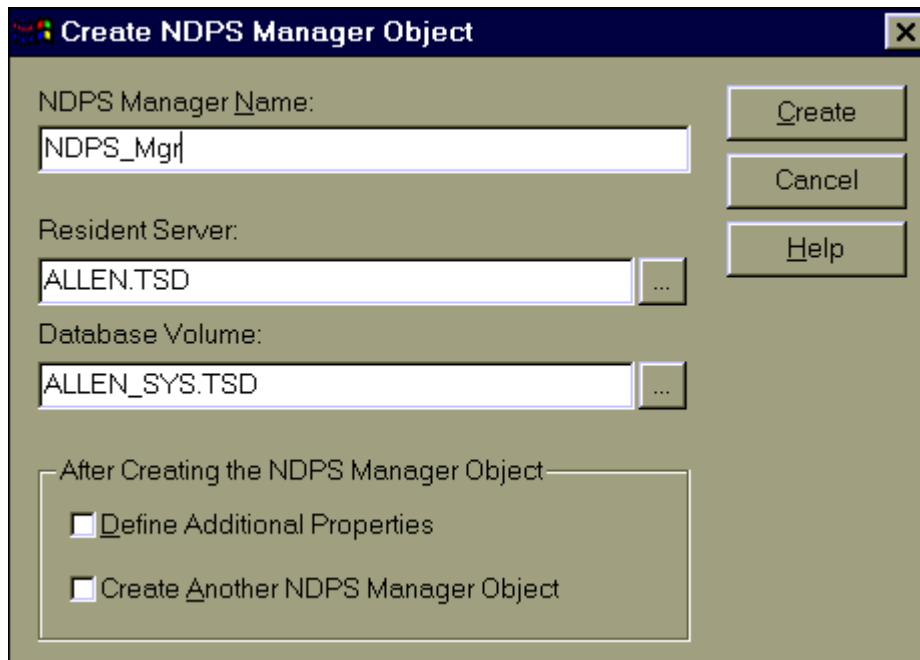 Create NDPS Manager Object
NDPS Manager Name:
NDPS_Mgr
Create
Cancel
Help
Resident Server:
ALLEN.TSD
...
Database Volume:
ALLEN_SYS.TSD
...
After Creating the NDPS Manager Object
Define Additional Properties
Create Another NDPS Manager Object